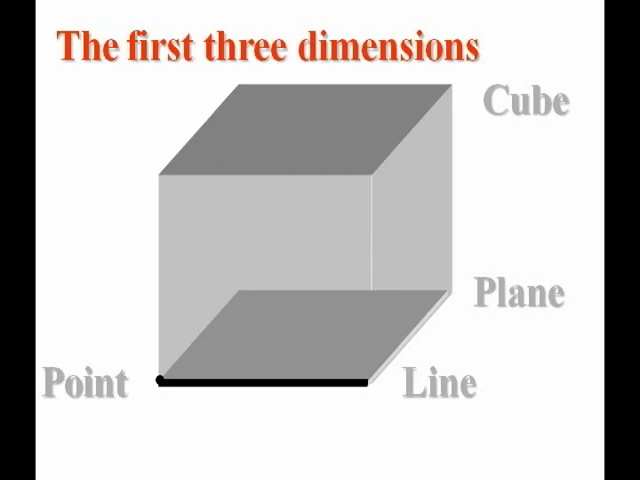 The first three dimensions
Cube
Plane
Point
Line